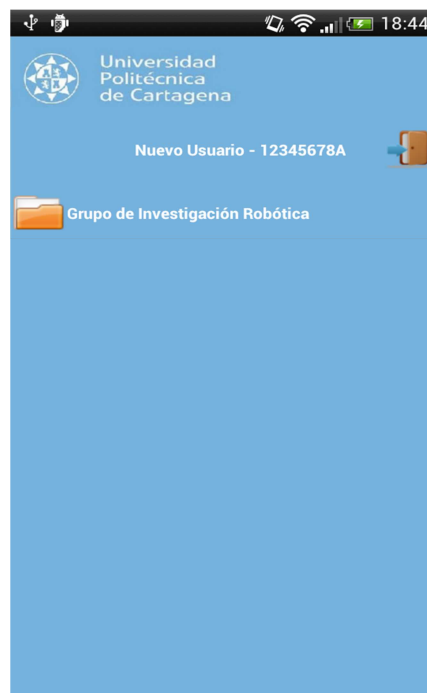 18:44
Universidad
Politécnica
de Cartagena
Nuevo Usuario - 12345678A
Grupo de Investigación Robótica